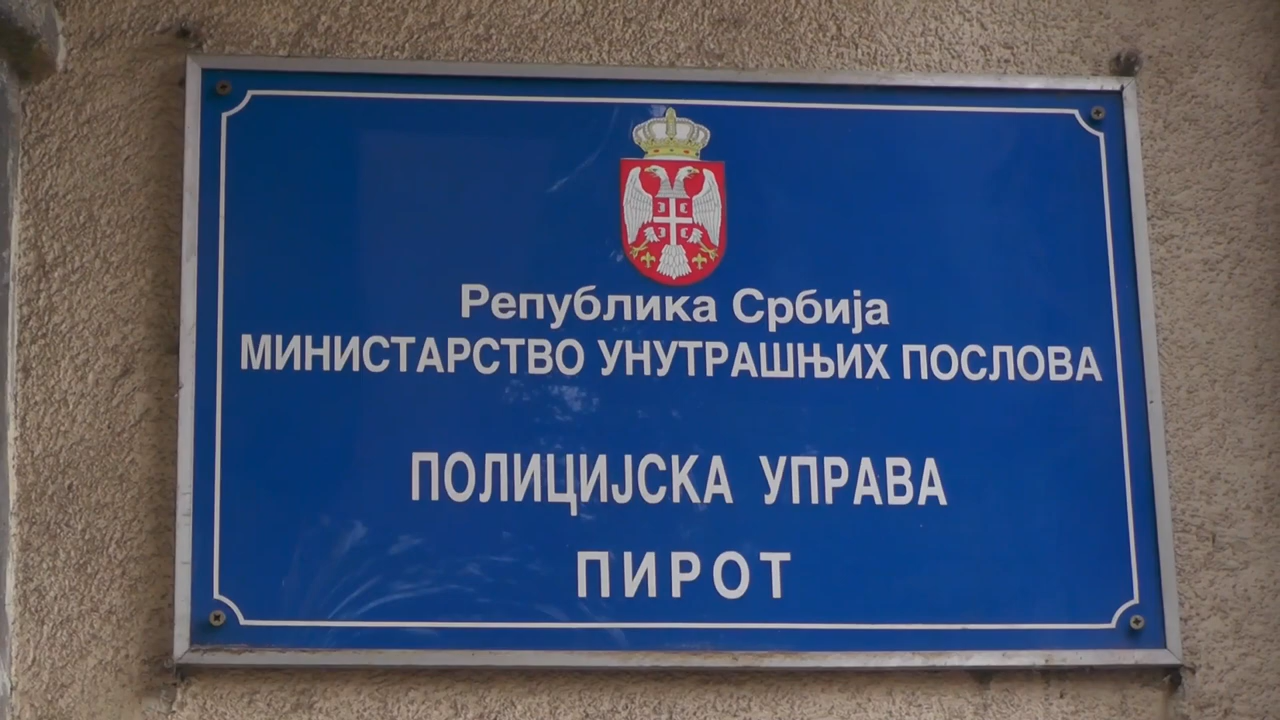 Република Србија
МИНИСТАРСТВО УНУТРАШЊИХ ПОСЛОВА
ПОЛИЦИЈСКА УПРАВА
ПИРОТ